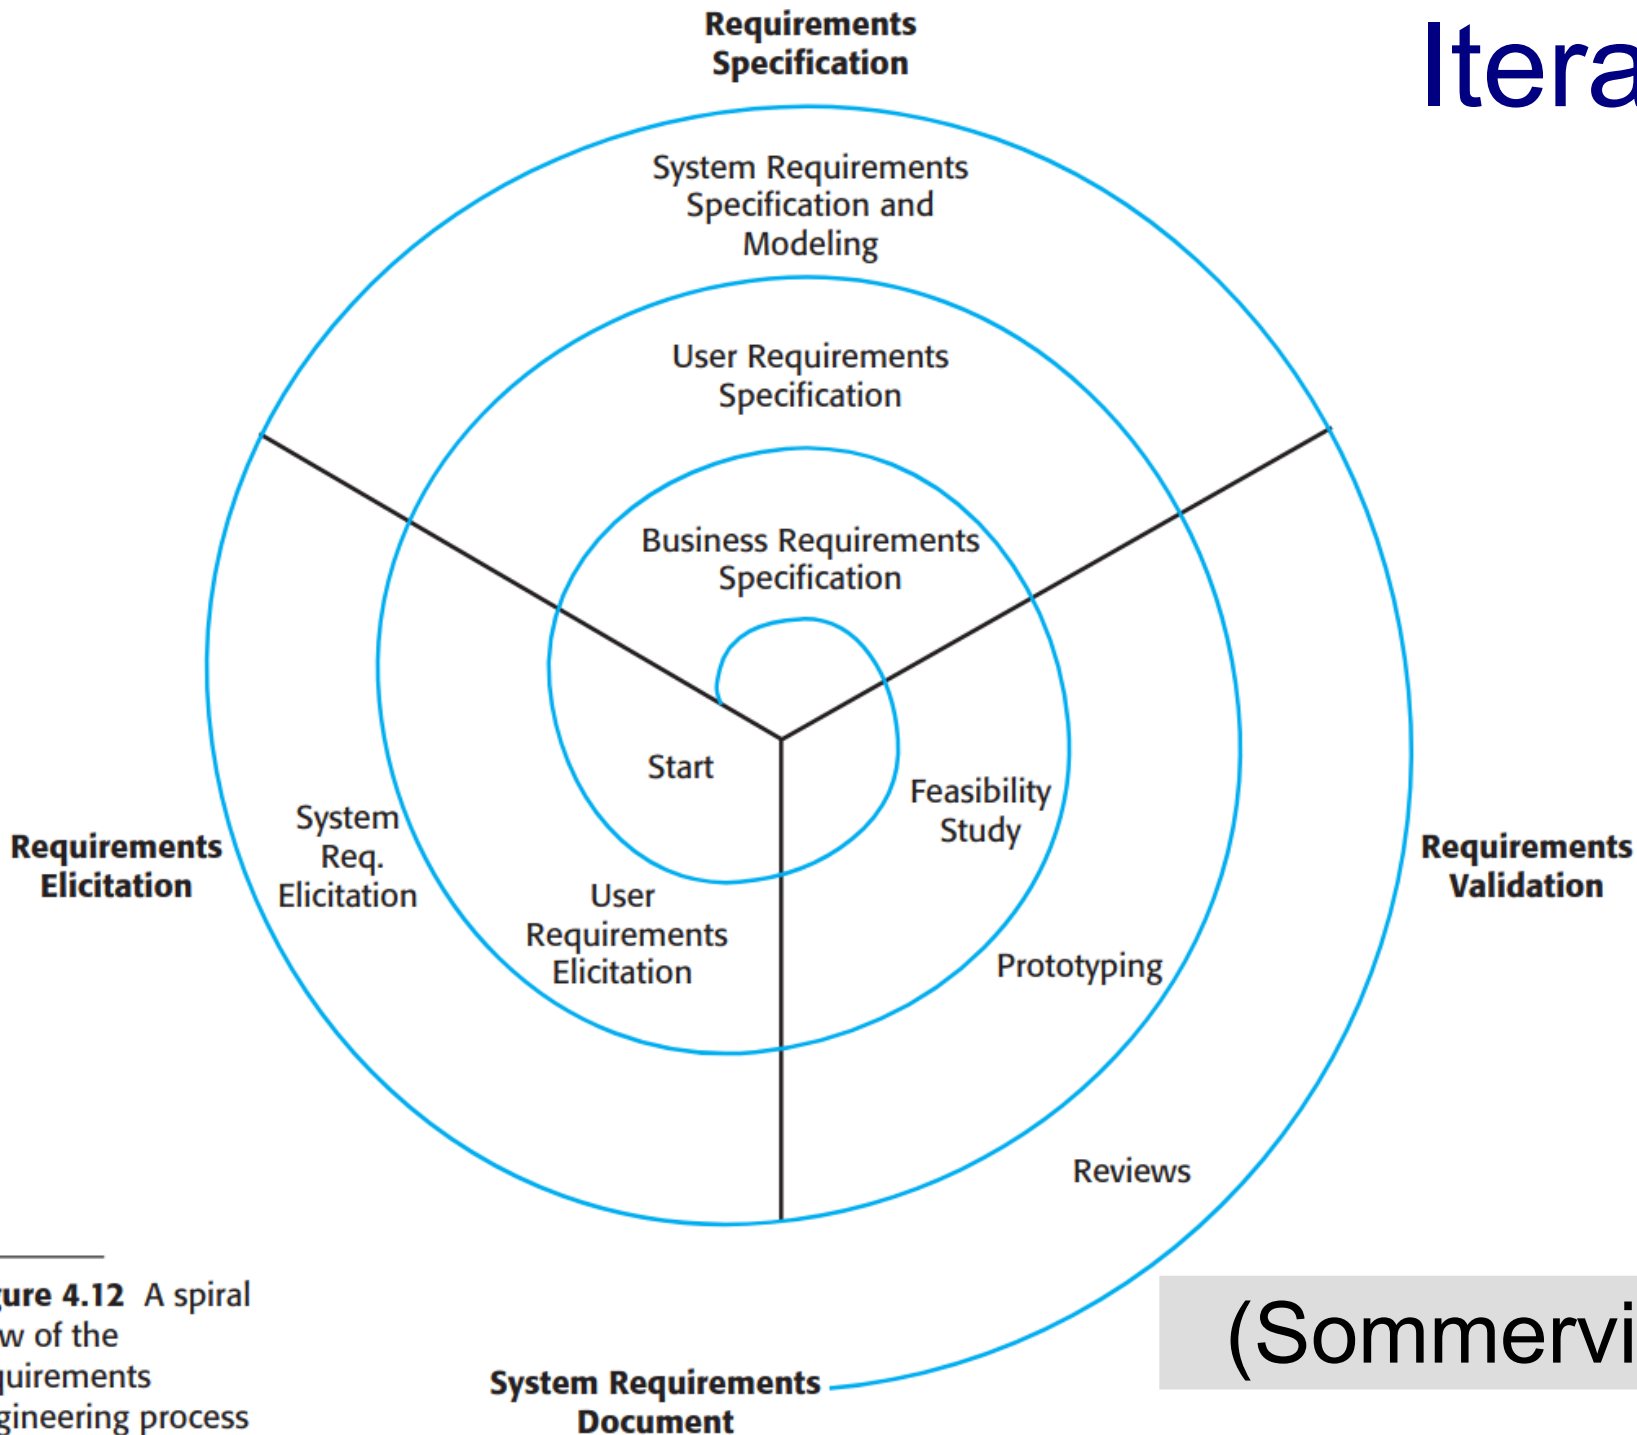 Requirements
Specification
Itera
System Requirements
Specification and
Modeling
User Requirements
Specification
Business Requirements
Specification
Start
Feasibility
Study
System
Req.
Elicitation
Requirements
Elicitation
Requirements
Validation
User
Requirements
Elicitation
Prototyping
Reviews
ure 4.12 A spiral
w of the
quirements
gineering process
(Sommervi
System Requirements
Document